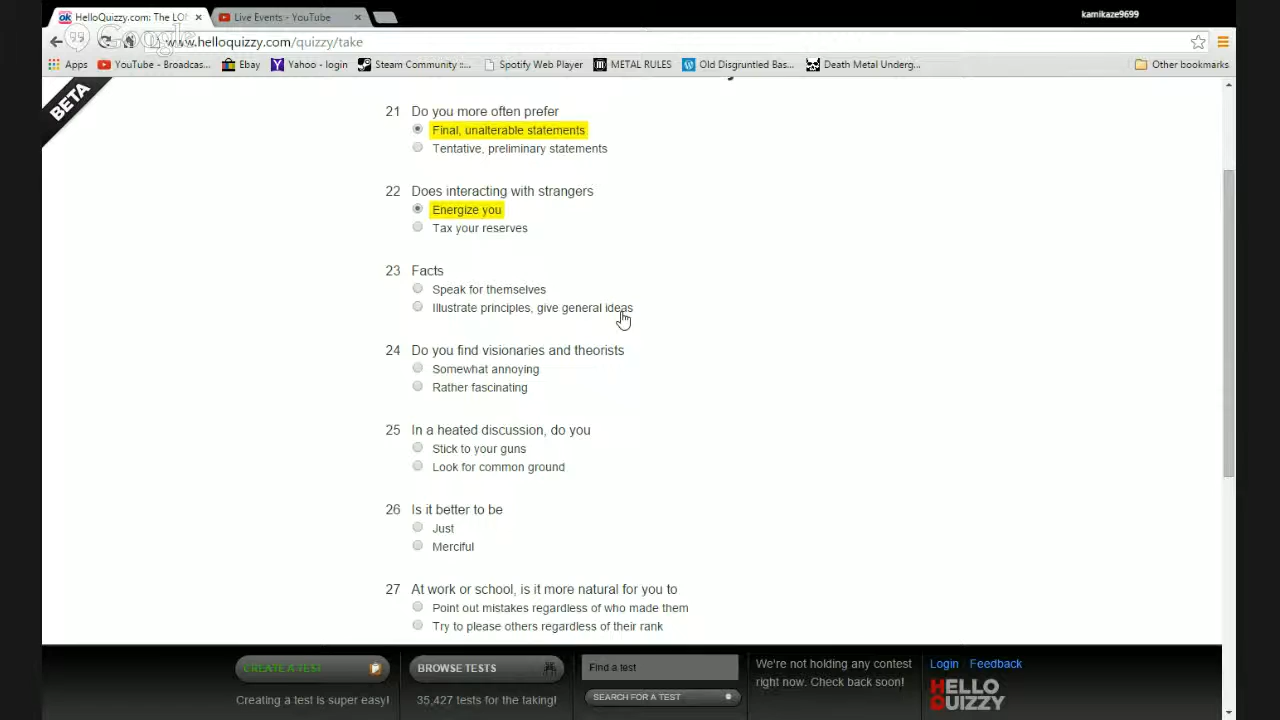 HelloQuizzy.com: The LO
Live Events - YouTube
kamikaze9699
Google
www.helloquizzy.com/quizzy/take
Apps
YouTube - Broadcas...
Ebay
Yahoo - login
Steam Community ::...
Spotify Web Player
METAL RULES
Old Disgruntled Bas...
Death Metal Underg...
Other bookmarks
BETA
21 Do you more often prefer
Final, unalterable statements
Tentative, preliminary statements
22 Does interacting with strangers
Energize you
Tax your reserves
23 Facts
Speak for themselves
Illustrate principles, give general ideas
24 Do you find visionaries and theorists
Somewhat annoying
Rather fascinating
25 In a heated discussion, do you
Stick to your guns
Look for common ground
26 Is it better to be
Just
Merciful
27 At work or school, is it more natural for you to
Point out mistakes regardless of who made them
Try to please others regardless of their rank
CREATE A TEST
Creating a test is super easy!
BROWSE TESTS
35,427 tests for the taking!
Find a test
SEARCH FOR A TEST
We're not holding any contest
right now. Check back soon!
Login Feedback
HELLO
QUIZZY